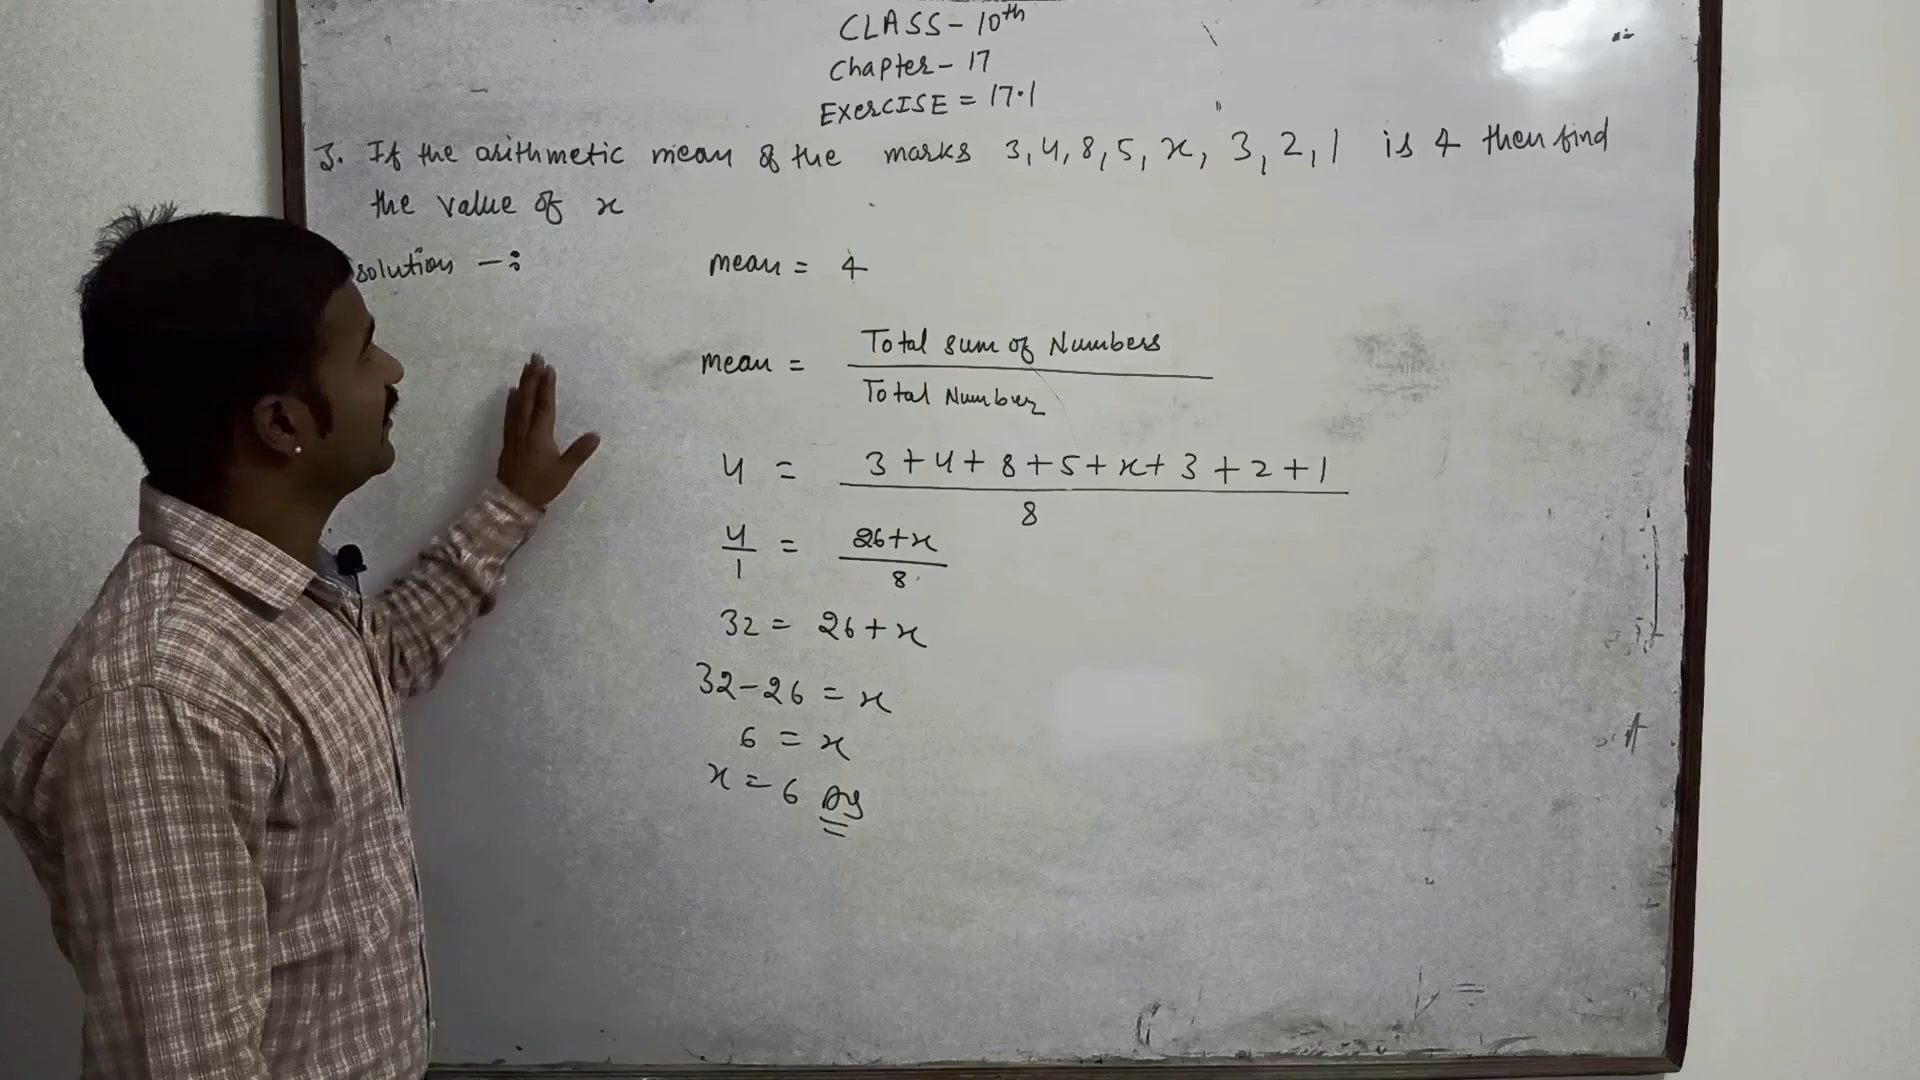 CLASS - 10th
Chapter - 17
EXERCISE = 17.1
3. If the arithmetic mean of the marks 3, 4, 8, 5, x, 3, 2, 1 is 4 then find
the value of x
solution -:
mean = 4
mean = Total sum of Numbers
Total Number
4 = 3 + 4 + 8 + 5 + x + 3 + 2 + 1
8
4/1 = 26 + x
8
32 = 26 + x
32 - 26 = x
6 = x
x = 6 Ans